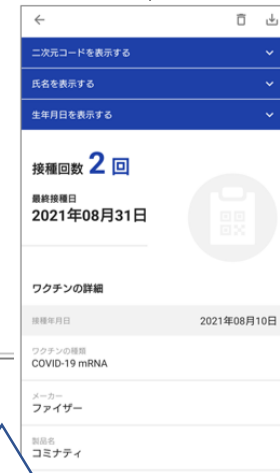 二次元コードを表示する
氏名を表示する
生年月日を表示する
接種回数 2 回
最終接種日
2021年08月31日
ワクチンの詳細
接種年月日 2021年08月10日
ワクチンの種類
COVID-19 mRNA
メーカー
ファイザー
製品名
コミナティ